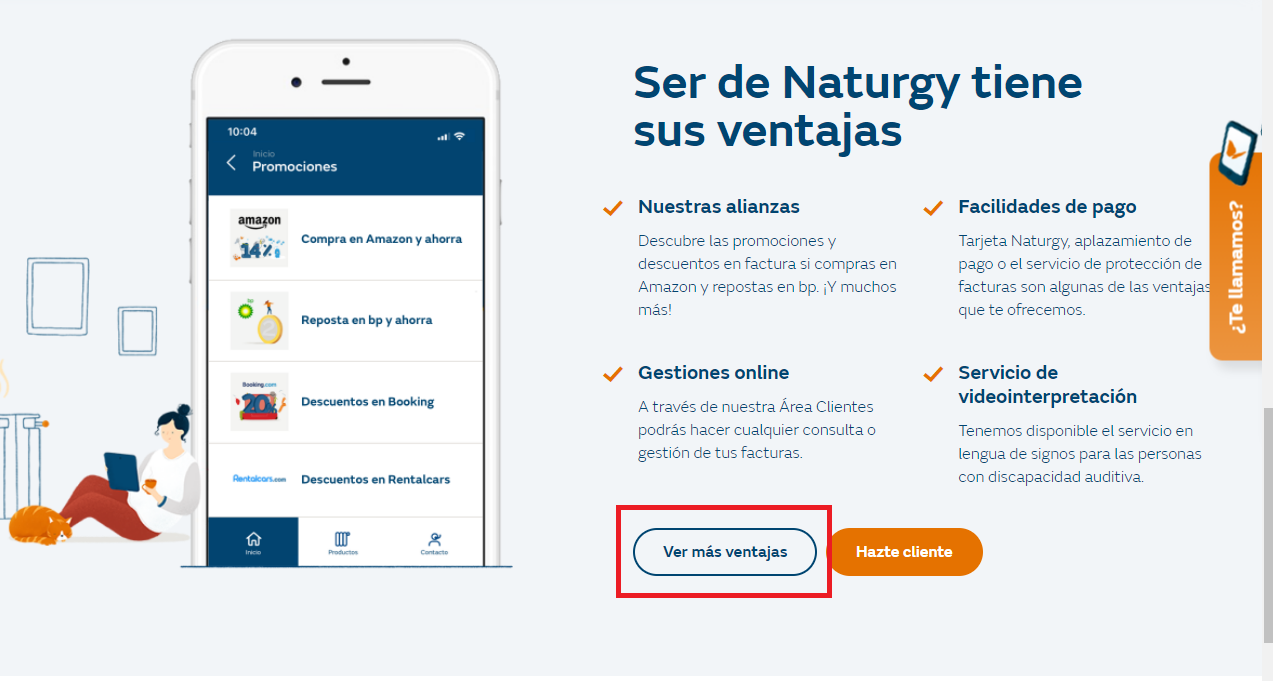 10:04
Inicio
Promociones
amazon
14%
Compra en Amazon y ahorra
bp
2
Reposta en bp y ahorra
Booking.com
20%
Descuentos en Booking
Rentalcars.com
Descuentos en Rentalcars
Inicio
Productos
Contacto
Ser de Naturgy tiene
sus ventajas
Nuestras alianzas
Descubre las promociones y
descuentos en factura si compras en
Amazon y repostas en bp. ¡Y muchos
más!
Facilidades de pago
Tarjeta Naturgy, aplazamiento de
pago o el servicio de protección de
facturas son algunas de las ventajas
que te ofrecemos.
Gestiones online
A través de nuestra Área Clientes
podrás hacer cualquier consulta o
gestión de tus facturas.
Servicio de
videointerpretación
Tenemos disponible el servicio en
lengua de signos para las personas
con discapacidad auditiva.
Ver más ventajas
Hazte cliente
¿Te llamamos?